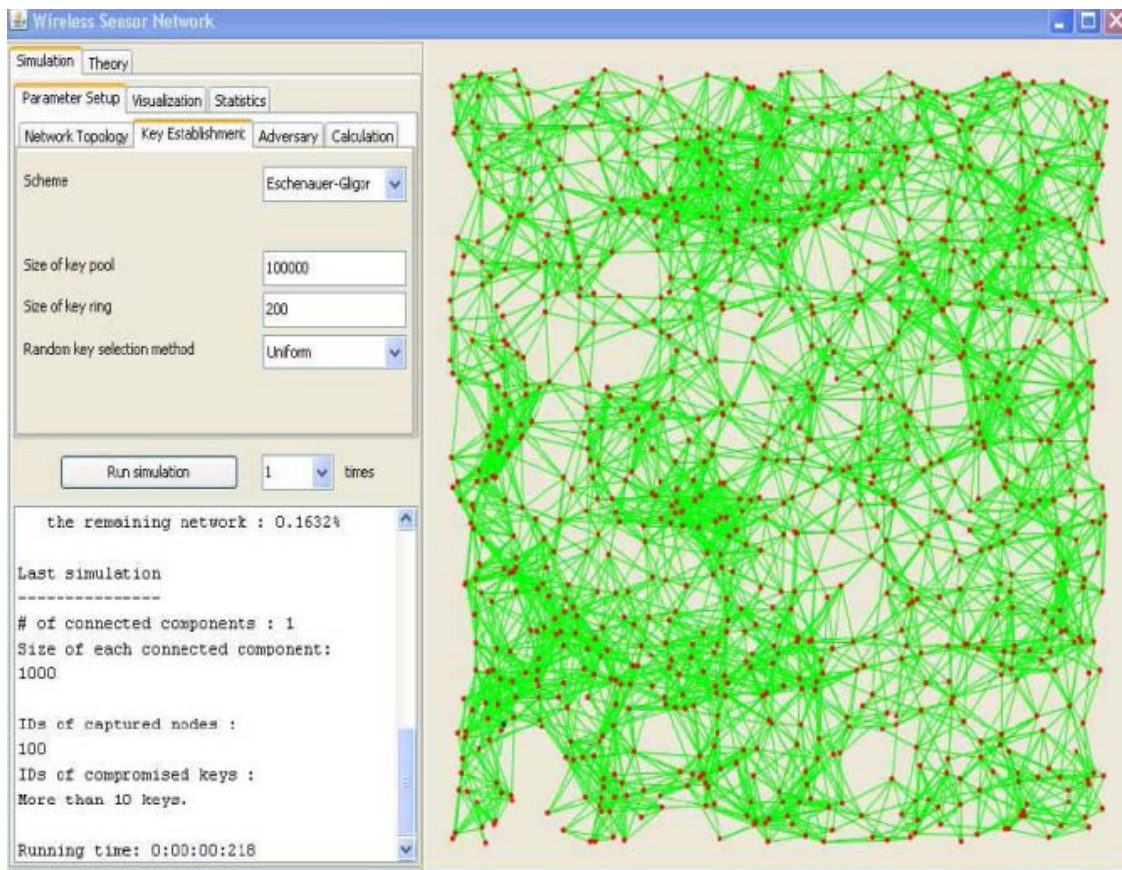 Wireless Sensor Network
Simulation Theory
Parameter Setup Visualization Statistics
Network Topology Key Establishment Adversary Calculation
Scheme Eschenauer-Gligor
Size of key pool 100000
Size of key ring 200
Random key selection method Uniform
Run simulation 1 times
the remaining network : 0.1632%
Last simulation
---------------
# of connected components : 1
Size of each connected component:
1000
IDs of captured nodes :
100
IDs of compromised keys :
More than 10 keys.
Running time: 0:00:00:218